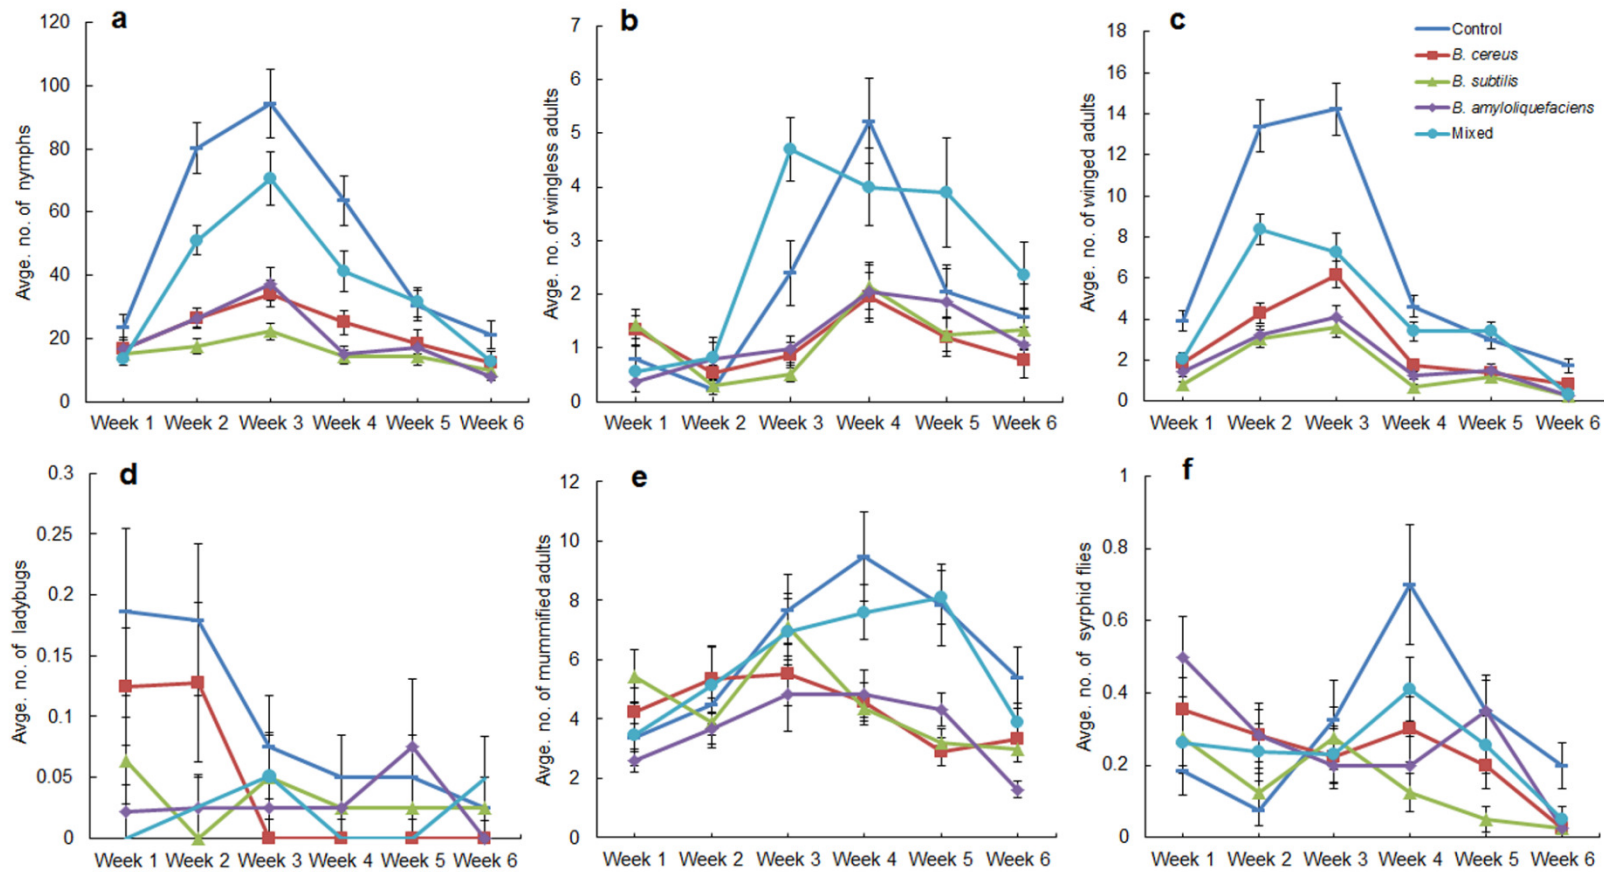 a
Avge. no. of nymphs
120
100
80
60
40
20
0
Week 1 Week 2 Week 3 Week 4 Week 5 Week 6
b
Avge. no. of wingless adults
7
6
5
4
3
2
1
0
Week 1 Week 2 Week 3 Week 4 Week 5 Week 6
c
Avge. no. of winged adults
18
16
14
12
10
8
6
4
2
0
Week 1 Week 2 Week 3 Week 4 Week 5 Week 6
Control
B. cereus
B. subtilis
B. amyloliquefaciens
Mixed
d
Avge. no. of ladybugs
0.3
0.25
0.2
0.15
0.1
0.05
0
Week 1 Week 2 Week 3 Week 4 Week 5 Week 6
e
Avge. no. of mummified adults
12
10
8
6
4
2
0
Week 1 Week 2 Week 3 Week 4 Week 5 Week 6
f
Avge. no. of syrphid flies
1
0.8
0.6
0.4
0.2
0
Week 1 Week 2 Week 3 Week 4 Week 5 Week 6